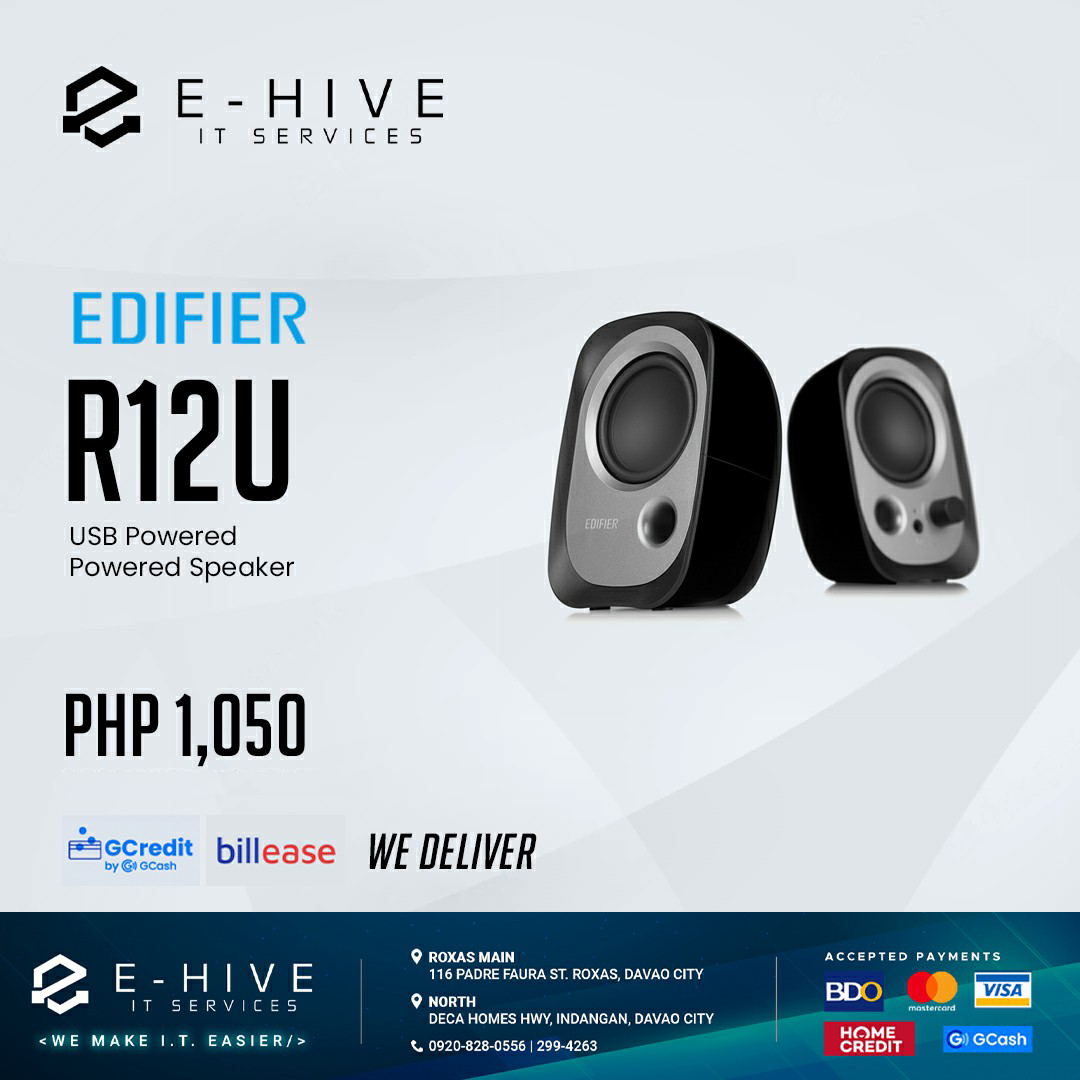 E-HIVE
IT SERVICES
EDIFIER
R12U
USB Powered
Powered Speaker
EDIFIER
PHP 1,050
GCredit
by GCash
billease
WE DELIVER
E-HIVE
IT SERVICES
<WE MAKE I.T. EASIER/>
ROXAS MAIN
116 PADRE FAURA ST. ROXAS, DAVAO CITY
NORTH
DECA HOMES HWY, INDANGAN, DAVAO CITY
0920-828-0556 | 299-4263
ACCEPTED PAYMENTS
BDO
mastercard
VISA
HOME
CREDIT
GCash